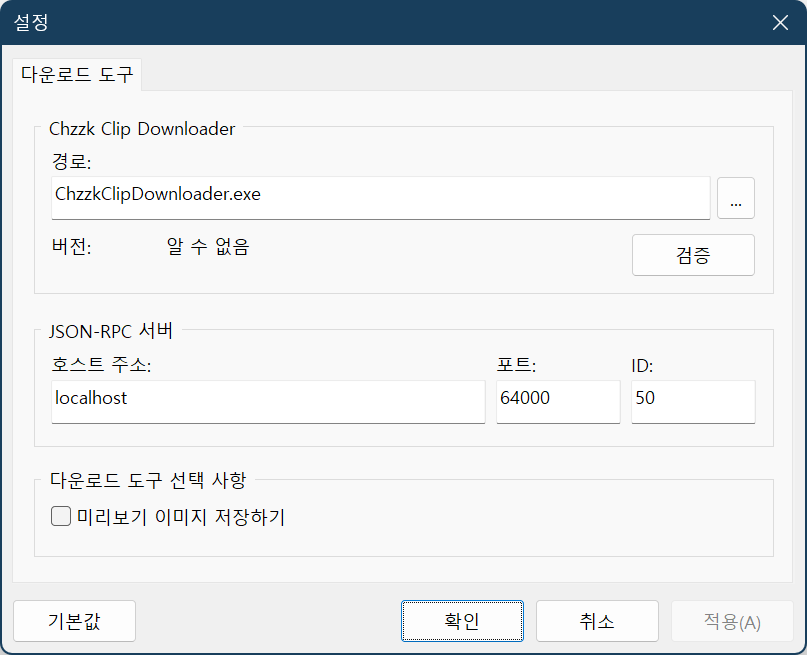 설정
다운로드 도구
Chzzk Clip Downloader
경로:
ChzzkClipDownloader.exe
...
버전: 알 수 없음
검증
JSON-RPC 서버
호스트 주소: 포트: ID:
localhost 64000 50
다운로드 도구 선택 사항
미리보기 이미지 저장하기
기본값 확인 취소 적용(A)